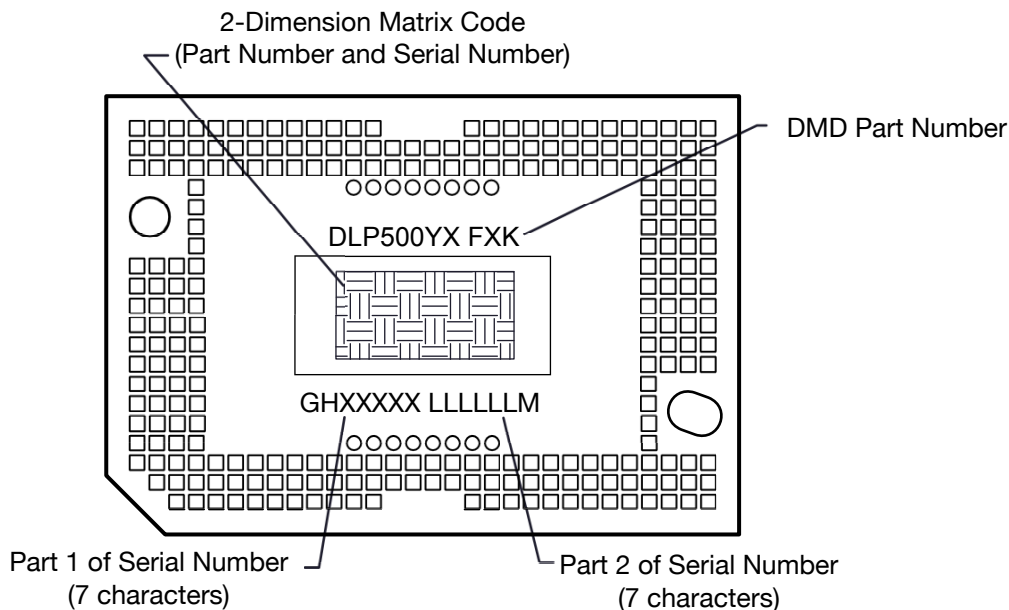 2-Dimension Matrix Code
(Part Number and Serial Number)
DMD Part Number
DLP500YX FXK
GHXXXXX LLLLLLM
Part 1 of Serial Number
(7 characters)
Part 2 of Serial Number
(7 characters)